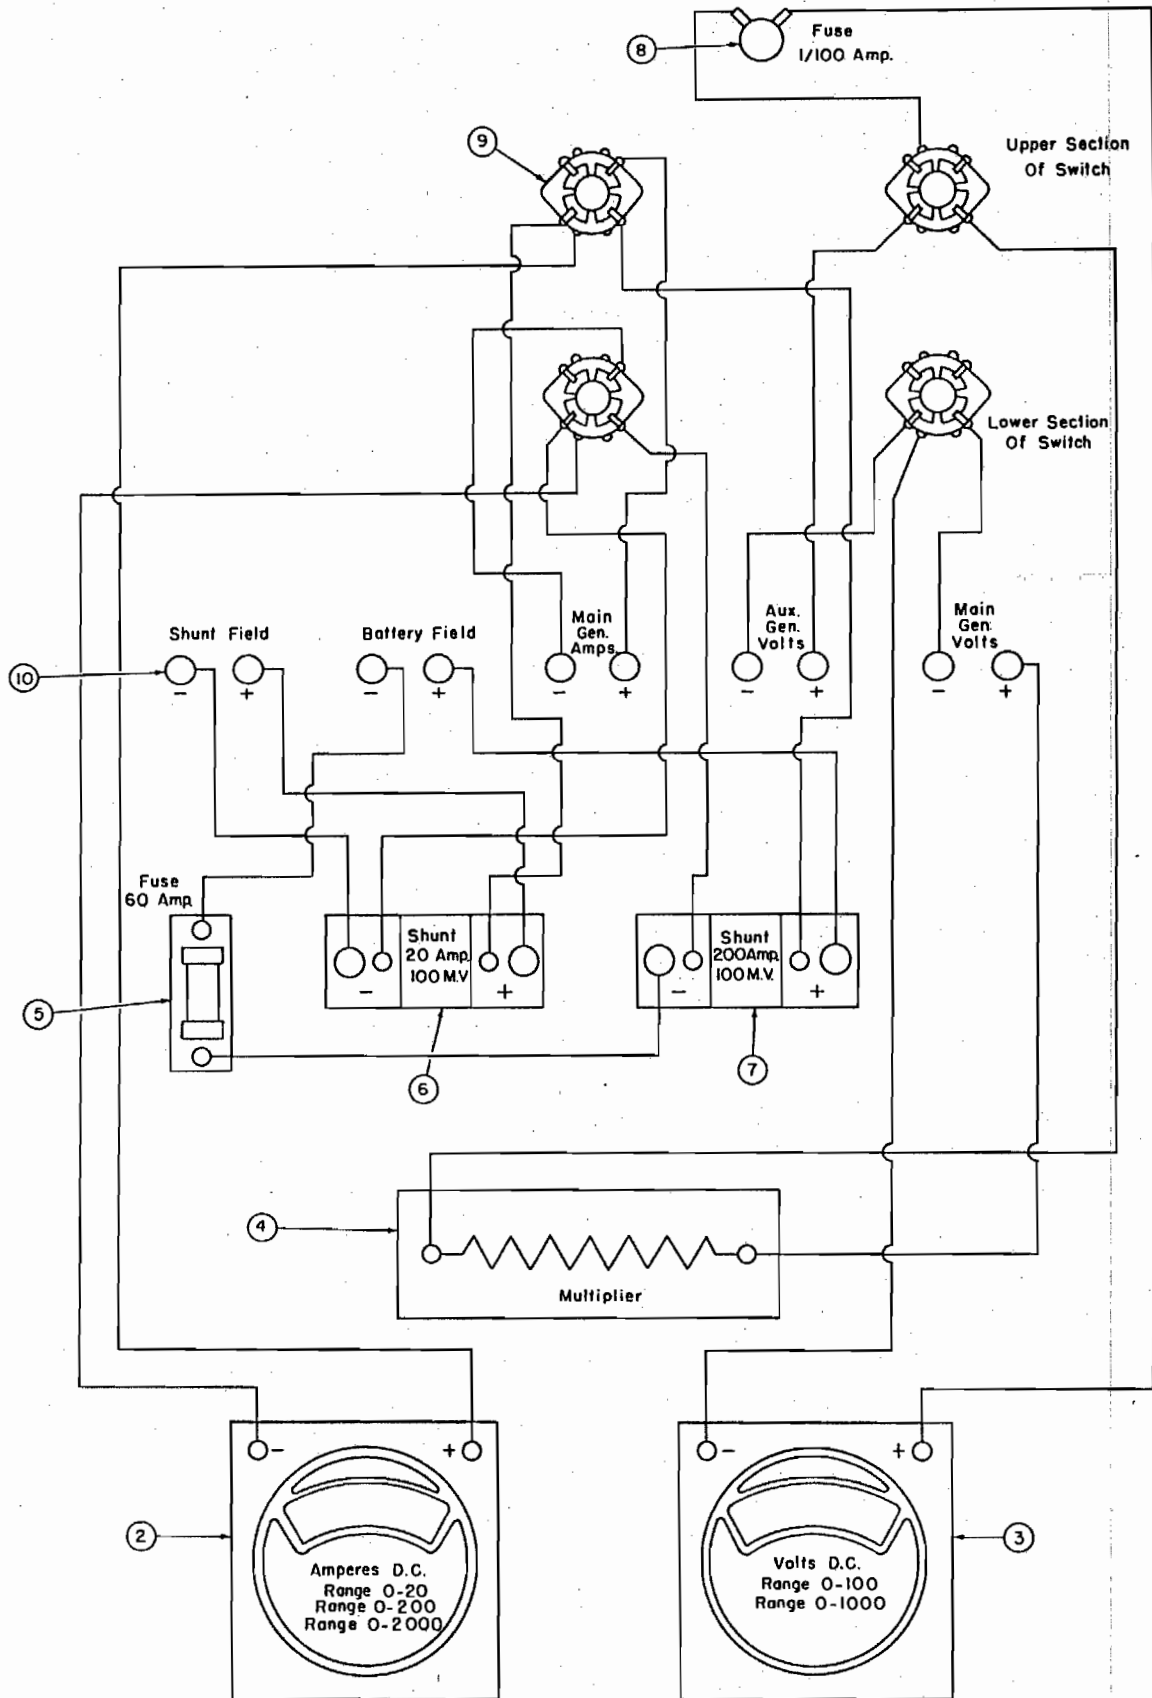 Fuse
1/100 Amp.
8
9
Upper Section
Of Switch
Lower Section
Of Switch
Shunt Field
Battery Field
Main
Gen.
Amps.
Aux.
Gen.
Volts
Main
Gen.
Volts
10
- +
- +
- +
- +
- +
Fuse
60 Amp.
Shunt
20 Amp.
100 M.V
- +
Shunt
200 Amp.
100 M.V.
- +
5
6
7
4
Multiplier
- +
- +
2
3
Amperes D.C.
Range 0-20
Range 0-200
Range 0-2000
Volts D.C.
Range 0-100
Range 0-1000